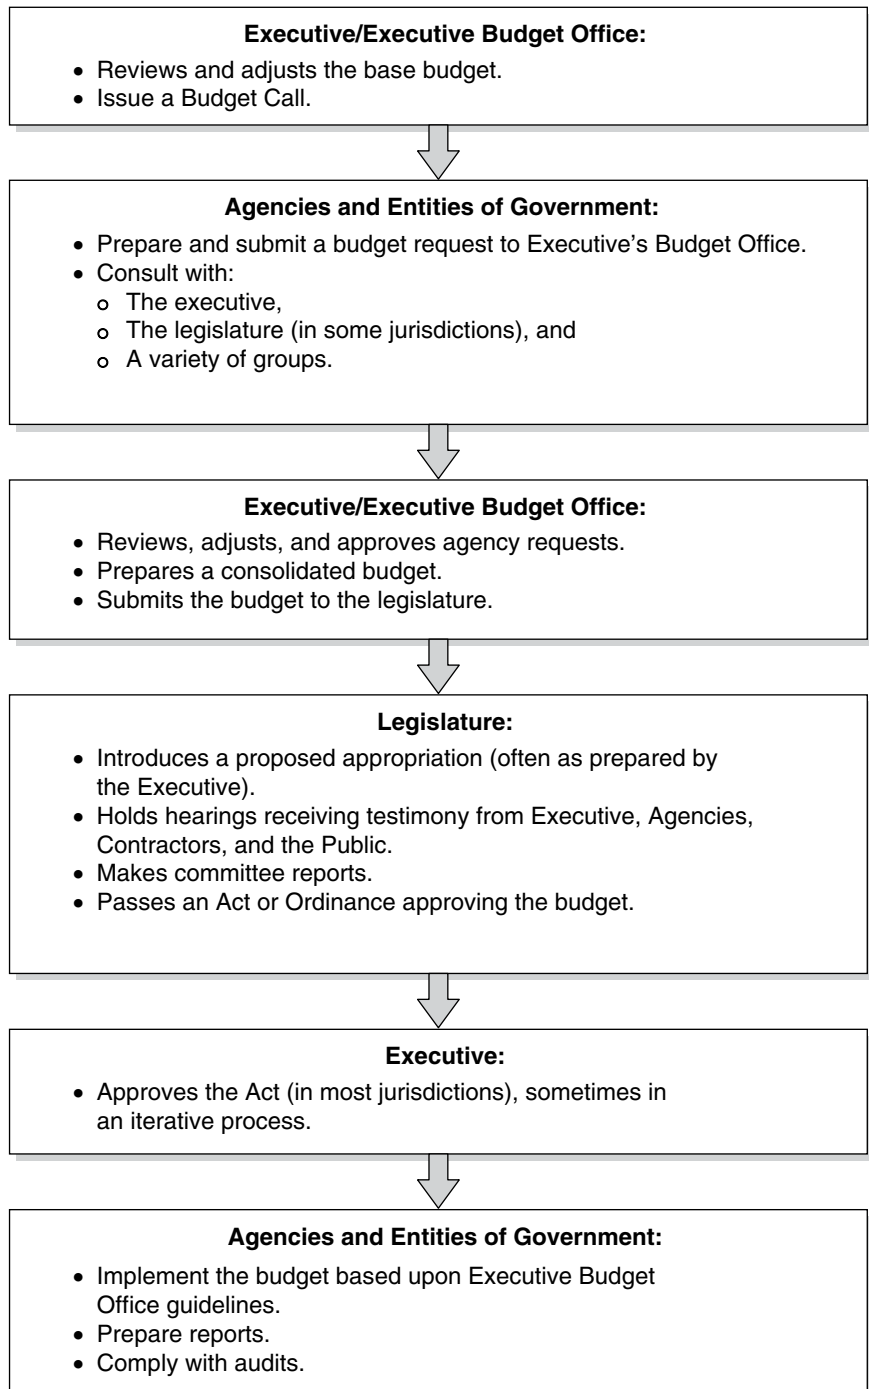 Executive/Executive Budget Office:
• Reviews and adjusts the base budget.
• Issue a Budget Call.
Agencies and Entities of Government:
• Prepare and submit a budget request to Executive's Budget Office.
• Consult with:
o The executive,
o The legislature (in some jurisdictions), and
o A variety of groups.
Executive/Executive Budget Office:
• Reviews, adjusts, and approves agency requests.
• Prepares a consolidated budget.
• Submits the budget to the legislature.
Legislature:
• Introduces a proposed appropriation (often as prepared by
the Executive).
• Holds hearings receiving testimony from Executive, Agencies,
Contractors, and the Public.
• Makes committee reports.
• Passes an Act or Ordinance approving the budget.
Executive:
• Approves the Act (in most jurisdictions), sometimes in
an iterative process.
Agencies and Entities of Government:
• Implement the budget based upon Executive Budget
Office guidelines.
• Prepare reports.
• Comply with audits.